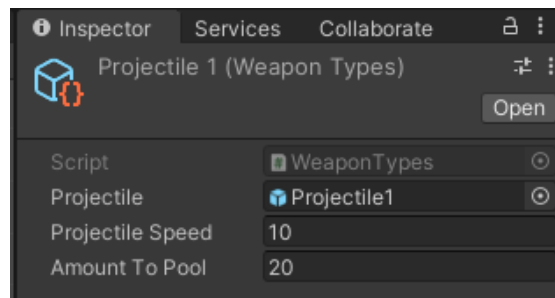 Inspector Services Collaborate
Projectile 1 (Weapon Types)
Open
Script WeaponTypes
Projectile Projectile1
Projectile Speed 10
Amount To Pool 20